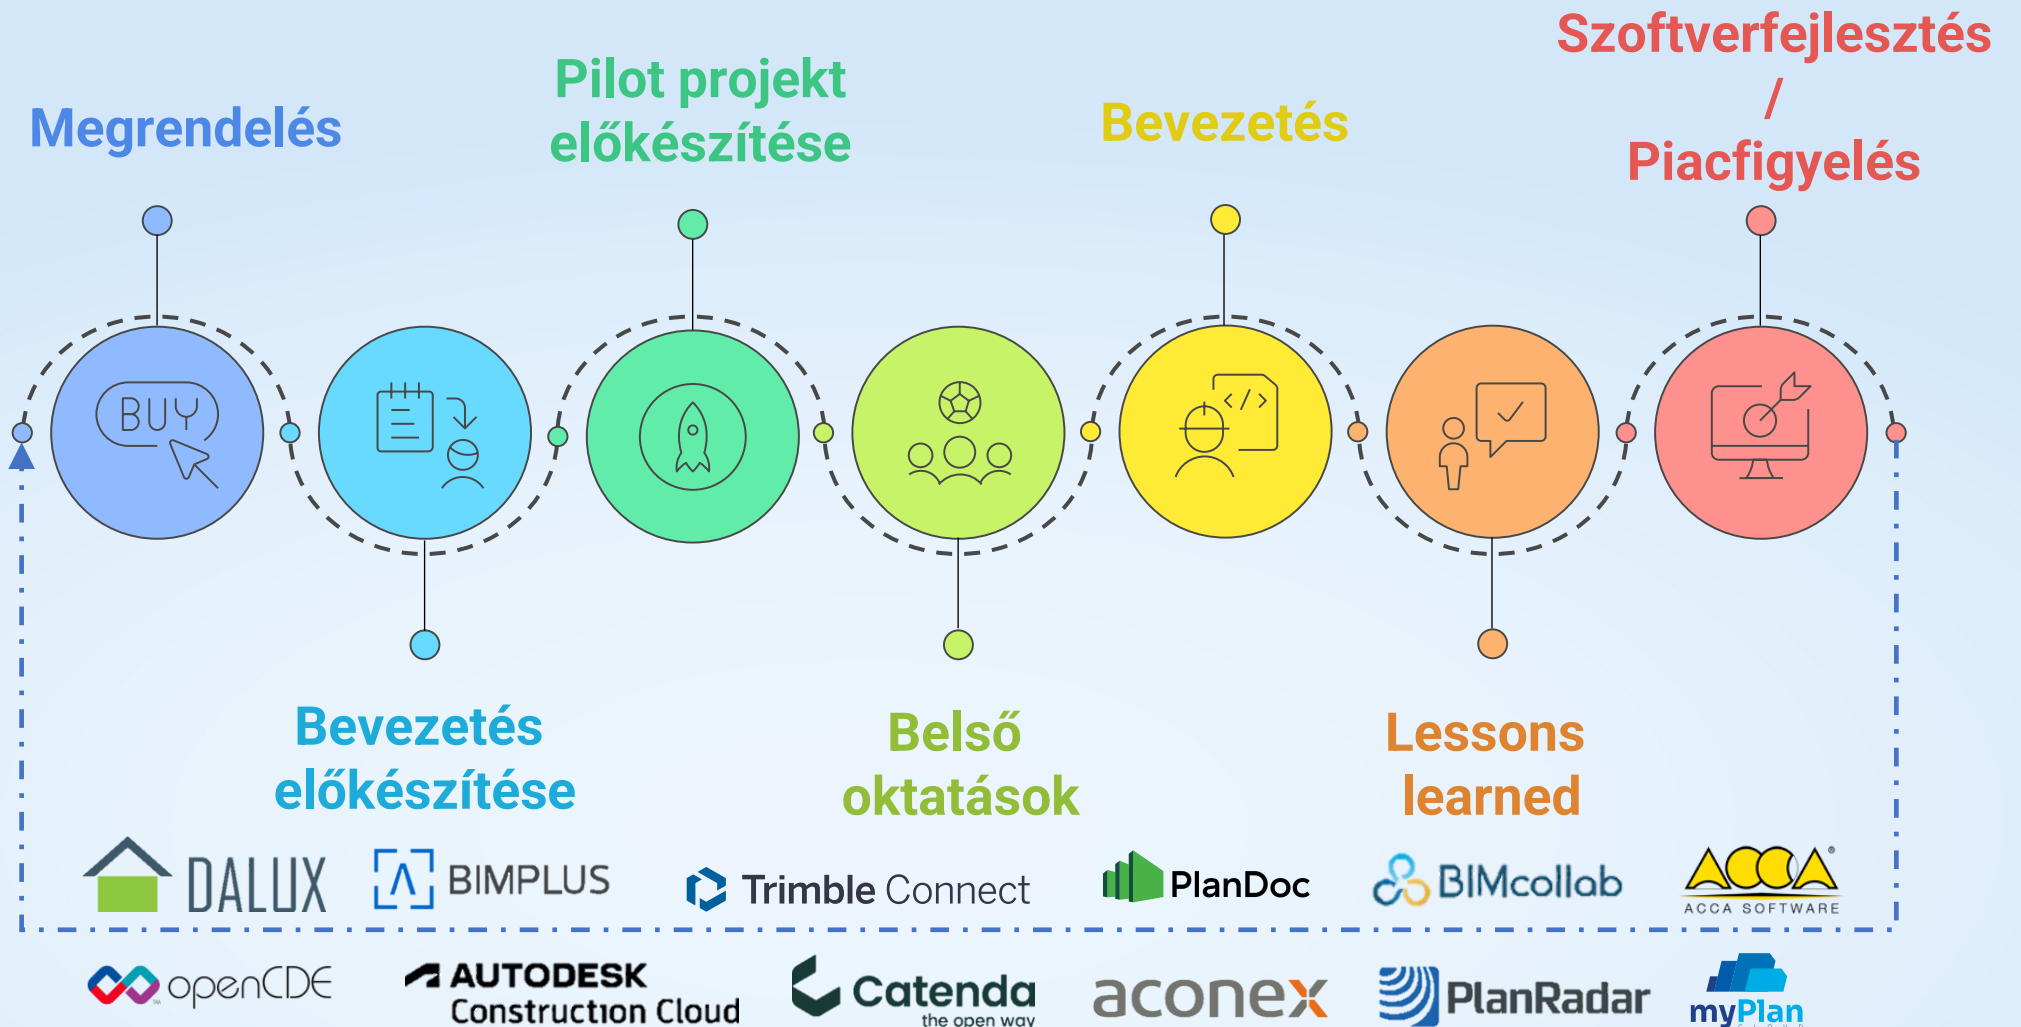 Megrendelés
Pilot projekt
előkészítése
Bevezetés
Szoftverfejlesztés
/
Piacfigyelés
BUY
</>
Bevezetés
előkészítése
Belső
oktatások
Lessons
learned
DALUX
BIMPLUS
Trimble Connect
PlanDoc
BIMcollab
ACCA
ACCA SOFTWARE
openCDE
AUTODESK
Construction Cloud
Catenda
the open way
aconex
PlanRadar
myPlan